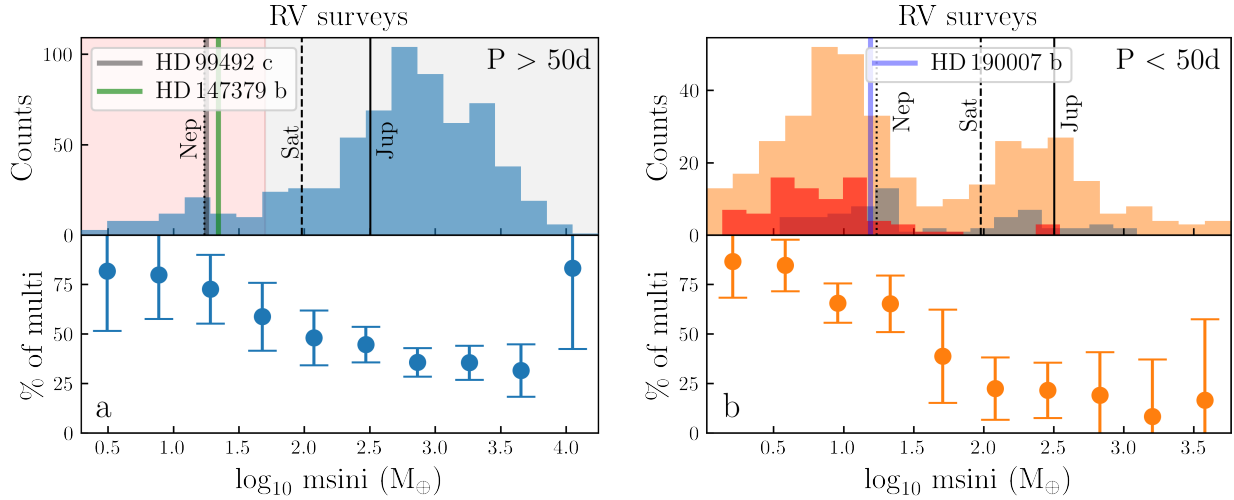 RV surveys
HD 99492 c
HD 147379 b
P > 50d
Nep
Sat
Jup
Counts
100
50
0
% of multi
75
50
25
0
a
0.5 1.0 1.5 2.0 2.5 3.0 3.5 4.0
log₁₀ msini (M⊕)
RV surveys
HD 190007 b
P < 50d
Nep
Sat
Jup
Counts
40
20
0
% of multi
75
50
25
0
b
0.5 1.0 1.5 2.0 2.5 3.0 3.5
log₁₀ msini (M⊕)